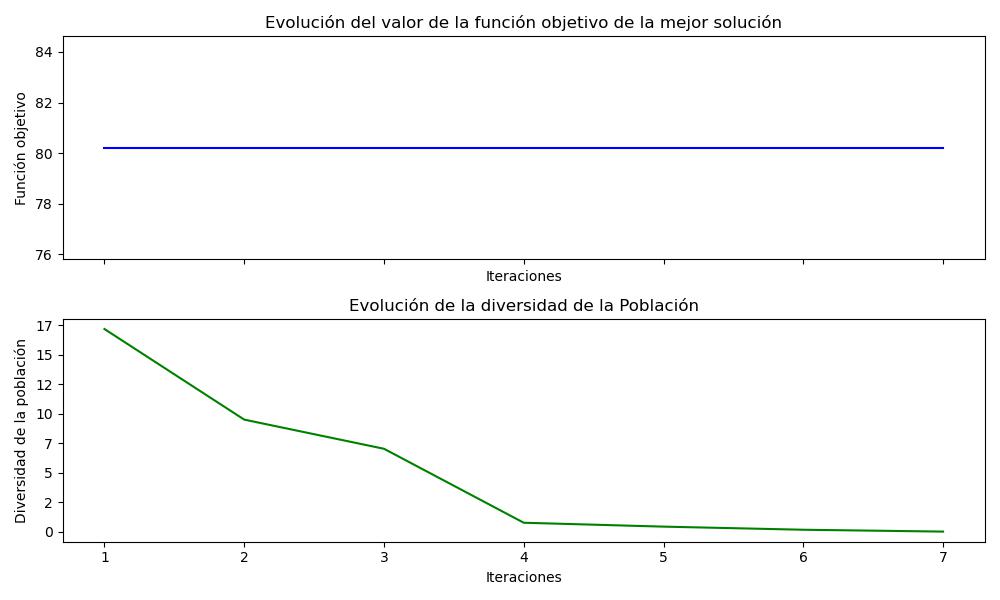 Evolución del valor de la función objetivo de la mejor solución
84
82
80
78
76
Función objetivo
Iteraciones
Evolución de la diversidad de la Población
17
15
12
10
7
5
2
0
Diversidad de la población
1 2 3 4 5 6 7
Iteraciones